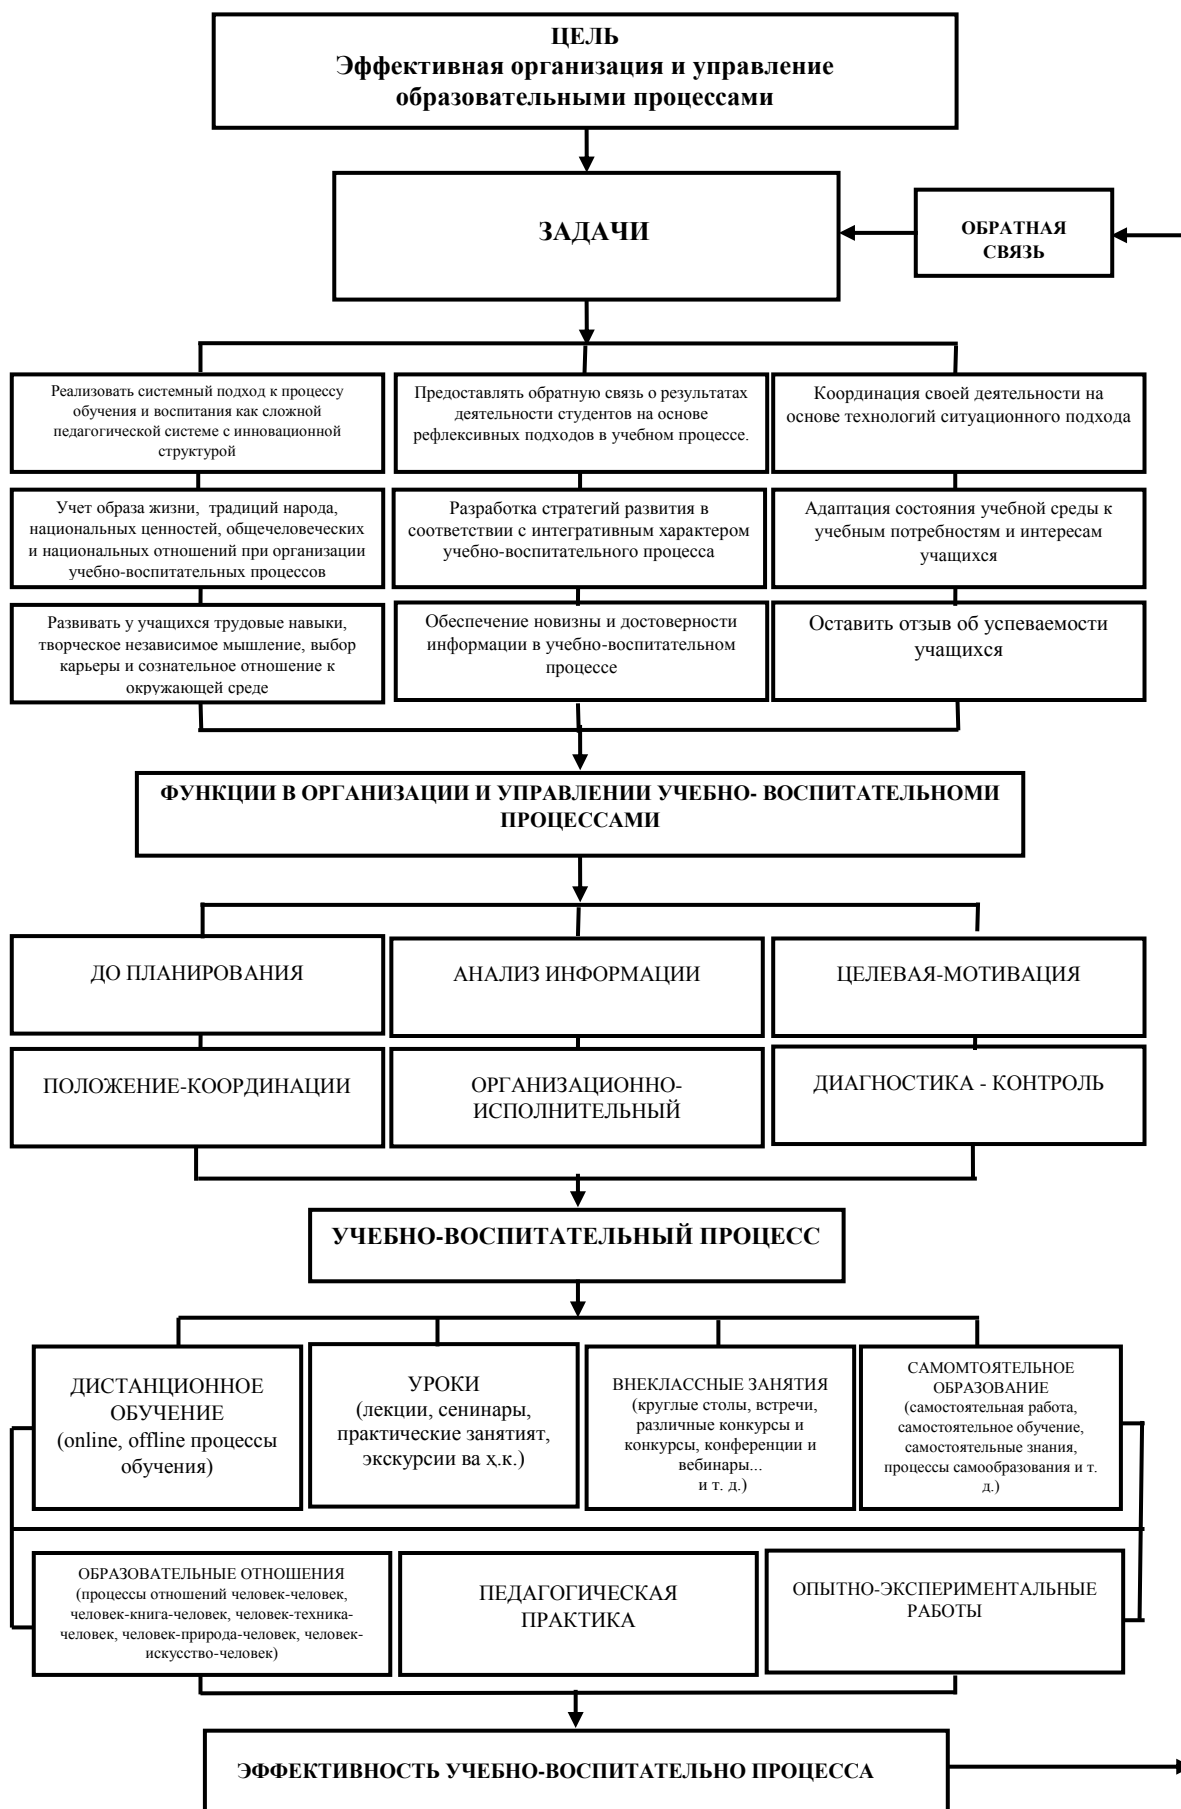 ЦЕЛЬ
Эффективная организация и управление
образовательными процессами
ЗАДАЧИ
ОБРАТНАЯ
СВЯЗЬ
Реализовать системный подход к процессу
обучения и воспитания как сложной
педагогической системе с инновационной
структурой
Предоставлять обратную связь о результатах
деятельности студентов на основе
рефлексивных подходов в учебном процессе.
Координация своей деятельности на
основе технологий ситуационного подхода
Учет образа жизни, традиций народа,
национальных ценностей, общечеловеческих
и национальных отношений при организации
учебно-воспитательных процессов
Разработка стратегий развития в
соответствии с интегративным характером
учебно-воспитательного процесса
Адаптация состояния учебной среды к
учебным потребностям и интересам
учащихся
Развивать у учащихся трудовые навыки,
творческое независимое мышление, выбор
карьеры и сознательное отношение к
окружающей среде
Обеспечение новизны и достоверности
информации в учебно-воспитательном
процессе
Оставить отзыв об успеваемости
учащихся
ФУНКЦИИ В ОРГАНИЗАЦИИ И УПРАВЛЕНИИ УЧЕБНО- ВОСПИТАТЕЛЬНОМИ
ПРОЦЕССАМИ
ДО ПЛАНИРОВАНИЯ
АНАЛИЗ ИНФОРМАЦИИ
ЦЕЛЕВАЯ-МОТИВАЦИЯ
ПОЛОЖЕНИЕ-КООРДИНАЦИИ
ОРГАНИЗАЦИОННО-
ИСПОЛНИТЕЛЬНЫЙ
ДИАГНОСТИКА - КОНТРОЛЬ
УЧЕБНО-ВОСПИТАТЕЛЬНЫЙ ПРОЦЕСС
ДИСТАНЦИОННОЕ
ОБУЧЕНИЕ
(online, offline процессы
обучения)
УРОКИ
(лекции, сенинары,
практические занятият,
экскурсии ва ҳ.к.)
ВНЕКЛАССНЫЕ ЗАНЯТИЯ
(круглые столы, встречи,
различные конкурсы и
конкурсы, конференции и
вебинары...
и т. д.)
САМОМТОЯТЕЛЬНОЕ
ОБРАЗОВАНИЕ
(самостоятельная работа,
самостоятельное обучение,
самостоятельные знания,
процессы самообразования и т.
д.)
ОБРАЗОВАТЕЛЬНЫЕ ОТНОШЕНИЯ
(процессы отношений человек-человек,
человек-книга-человек, человек-техника-
человек, человек-природа-человек, человек-
искусство-человек)
ПЕДАГОГИЧЕСКАЯ
ПРАКТИКА
ОПЫТНО-ЭКСПЕРИМЕНТАЛЬНЫЕ
РАБОТЫ
ЭФФЕКТИВНОСТЬ УЧЕБНО-ВОСПИТАТЕЛЬНО ПРОЦЕССА